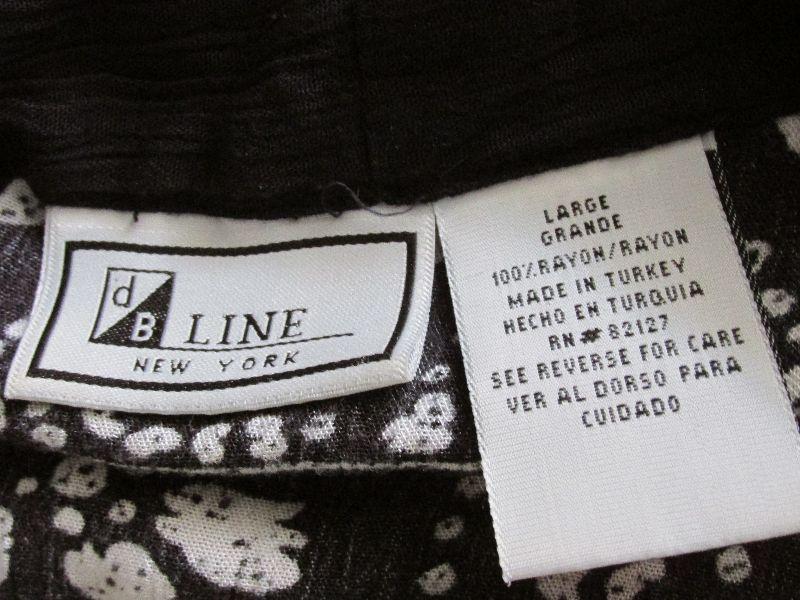 d
B LINE
NEW YORK
LARGE
GRANDE
100% RAYON/RAYON
MADE IN TURKEY
HECHO EN TURQUIA
RN# 82127
SEE REVERSE FOR CARE
VER AL DORSO PARA
CUIDADO